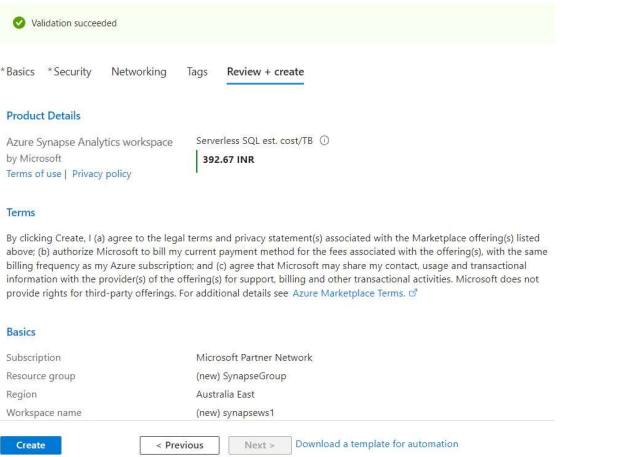 Validation succeeded
* Basics * Security Networking Tags Review + create
Product Details
Azure Synapse Analytics workspace
by Microsoft
Terms of use | Privacy policy
Serverless SQL est. cost/TB
392.67 INR
Terms
By clicking Create, I (a) agree to the legal terms and privacy statement(s) associated with the Marketplace offering(s) listed
above; (b) authorize Microsoft to bill my current payment method for the fees associated with the offering(s), with the same
billing frequency as my Azure subscription; and (c) agree that Microsoft may share my contact, usage and transactional
information with the provider(s) of the offering(s) for support, billing and other transactional activities. Microsoft does not
provide rights for third-party offerings. For additional details see Azure Marketplace Terms.
Basics
Subscription Microsoft Partner Network
Resource group (new) SynapseGroup
Region Australia East
Workspace name (new) synapsews1
Create < Previous Next > Download a template for automation